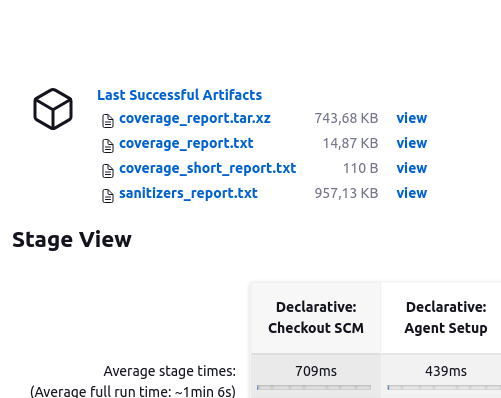 Last Successful Artifacts
coverage_report.tar.xz 743,68 KB view
coverage_report.txt 14,87 KB view
coverage_short_report.txt 110 B view
sanitizers_report.txt 957,13 KB view
Stage View
Declarative: Checkout SCM
Declarative: Agent Setup
Average stage times: 709ms 439ms
(Average full run time: ~1min 6s)